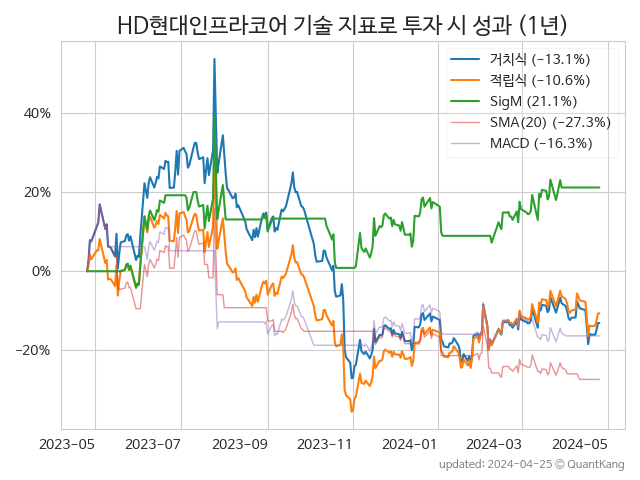 HD현대인프라코어 기술 지표로 투자 시 성과 (1년)
거치식 (−13.1%)
적립식 (−10.6%)
SigM (21.1%)
SMA(20) (−27.3%)
MACD (−16.3%)
40%
20%
0%
−20%
2023-05 2023-07 2023-09 2023-11 2024-01 2024-03 2024-05
updated: 2024-04-25 © QuantKang